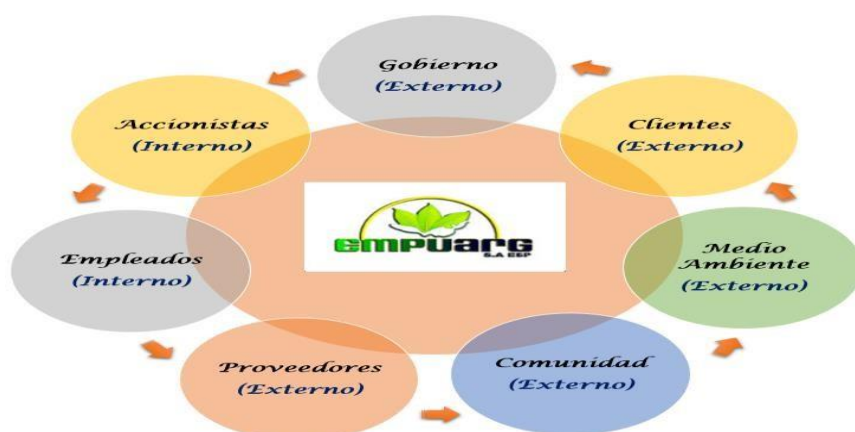 Gobierno
(Externo)
Accionistas
(Interno)
Clientes
(Externo)
EMPUARG
S.A ESP
Empleados
(Interno)
Medio
Ambiente
(Externo)
Proveedores
(Externo)
Comunidad
(Externo)